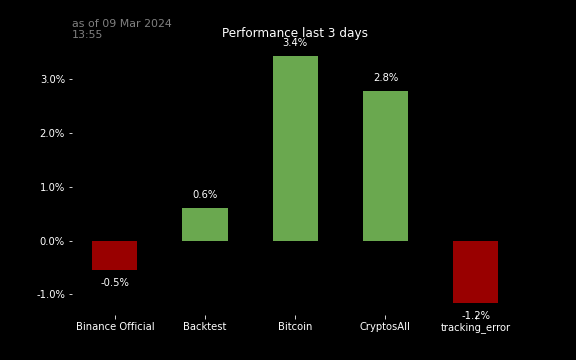 as of 09 Mar 2024
13:55
Performance last 3 days
3.4%
2.8%
0.6%
-0.5%
-1.2%
3.0%
2.0%
1.0%
0.0%
-1.0%
Binance Official
Backtest
Bitcoin
CryptosAll
tracking_error